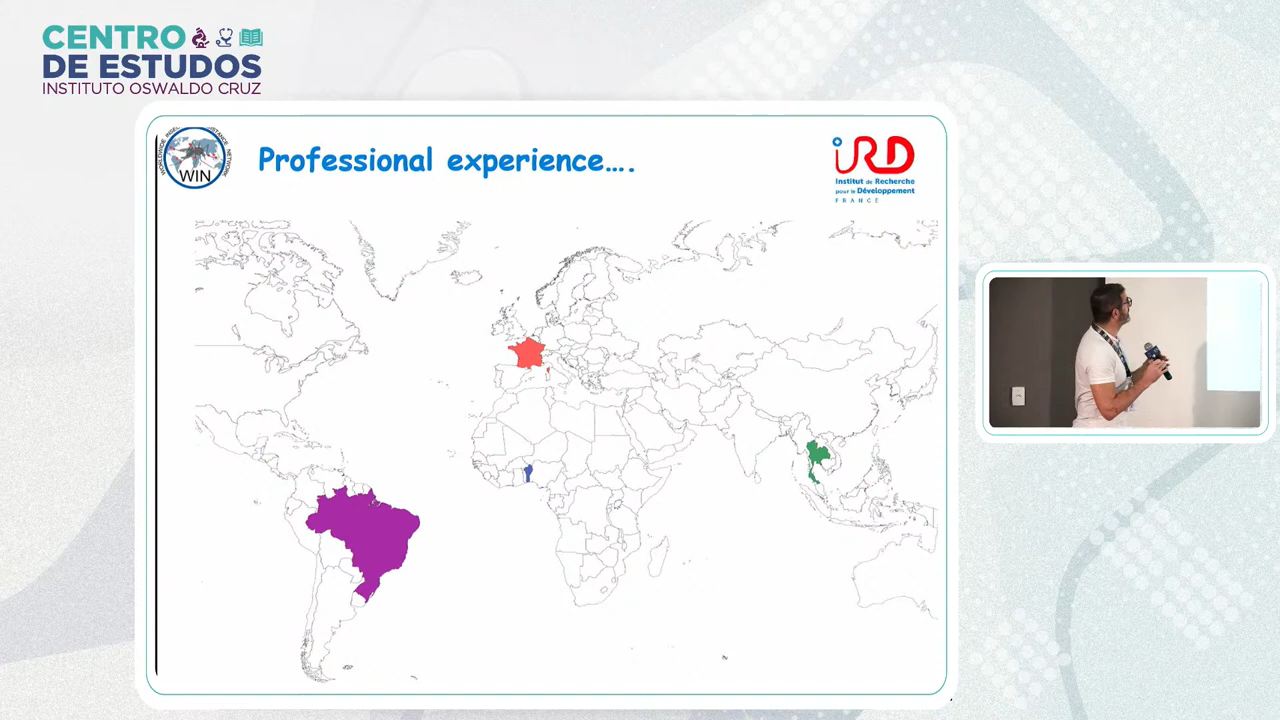 CENTRO
DE ESTUDOS
INSTITUTO OSWALDO CRUZ
WIN
Professional experience….
iRD
Institut de Recherche
pour le Développement
FRANCE